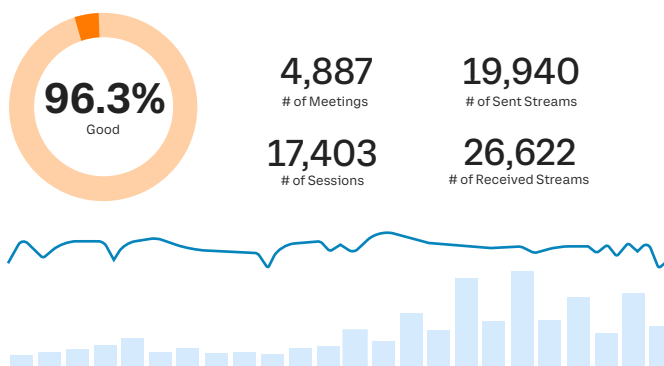 96.3%
Good
4,887
# of Meetings
19,940
# of Sent Streams
17,403
# of Sessions
26,622
# of Received Streams